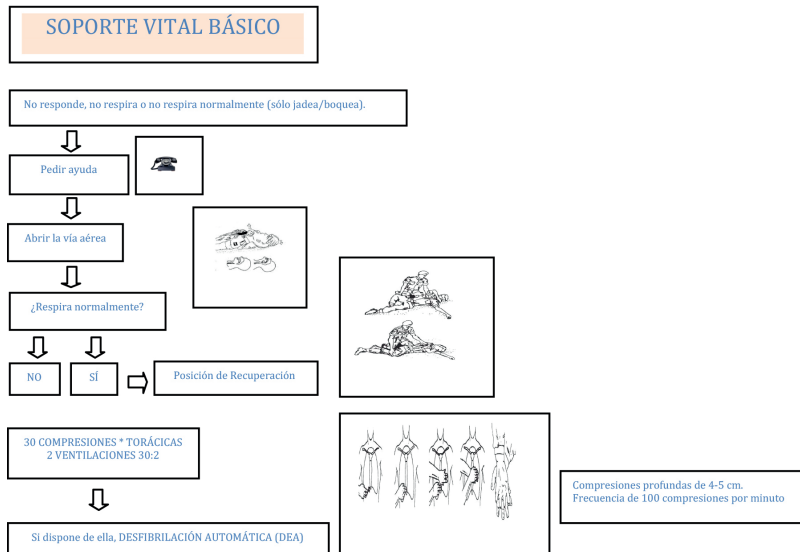 SOPORTE VITAL BÁSICO
No responde, no respira o no respira normalmente (sólo jadea/boquea).
Pedir ayuda
Abrir la vía aérea
¿Respira normalmente?
NO
SÍ
Posición de Recuperación
30 COMPRESIONES * TORÁCICAS
2 VENTILACIONES 30:2
Compresiones profundas de 4-5 cm.
Frecuencia de 100 compresiones por minuto
Si dispone de ella, DESFIBRILACIÓN AUTOMÁTICA (DEA)